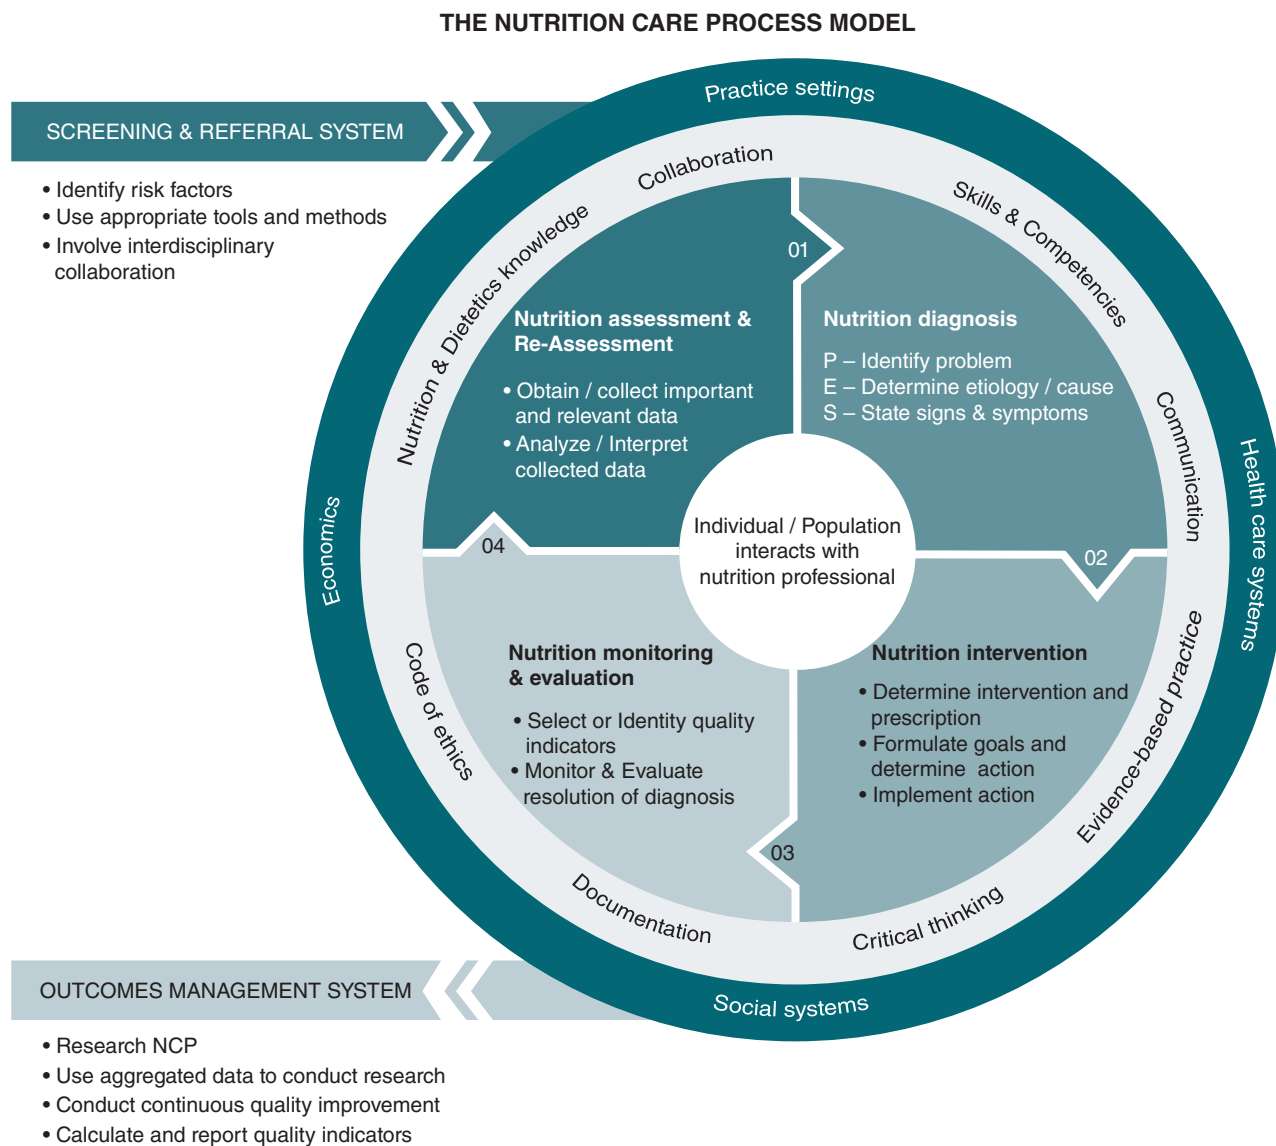 THE NUTRITION CARE PROCESS MODEL
SCREENING & REFERRAL SYSTEM
• Identify risk factors
• Use appropriate tools and methods
• Involve interdisciplinary
collaboration
Practice settings
Health care systems
Social systems
Economics
Nutrition & Dietetics knowledge
Collaboration
Skills & Competencies
Communication
Evidence-based practice
Critical thinking
Documentation
Code of ethics
01
Nutrition assessment &
Re-Assessment
• Obtain / collect important
and relevant data
• Analyze / Interpret
collected data
Nutrition diagnosis
P – Identify problem
E – Determine etiology / cause
S – State signs & symptoms
02
Individual / Population
interacts with
nutrition professional
Nutrition intervention
• Determine intervention and
prescription
• Formulate goals and
determine action
• Implement action
03
Nutrition monitoring
& evaluation
• Select or Identity quality
indicators
• Monitor & Evaluate
resolution of diagnosis
04
OUTCOMES MANAGEMENT SYSTEM
• Research NCP
• Use aggregated data to conduct research
• Conduct continuous quality improvement
• Calculate and report quality indicators